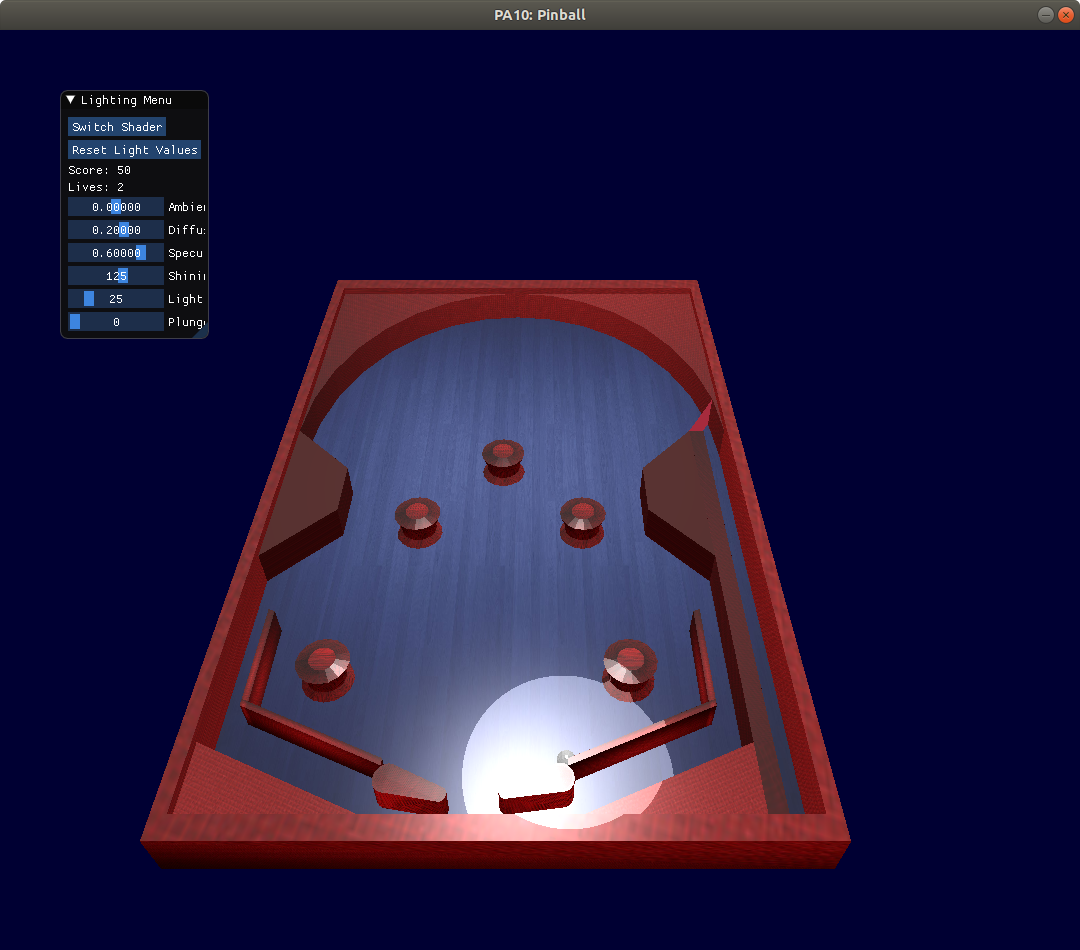 PA10: Pinball
Lighting Menu
Switch Shader
Reset Light Values
Score: 50
Lives: 2
0.00000 Ambie
0.20000 Diffu
0.60000 Specu
125 Shini
25 Light
0 Plung